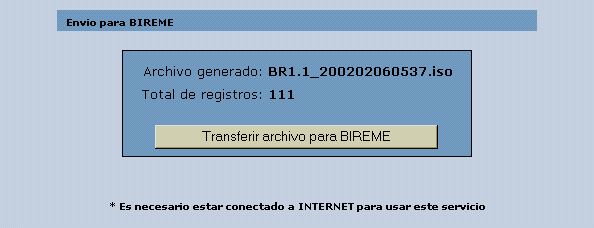 Envio para BIREME
Archivo generado: BR1.1_200202060537.iso
Total de registros: 111
Transferir archivo para BIREME
* Es necesario estar conectado a INTERNET para usar este servicio